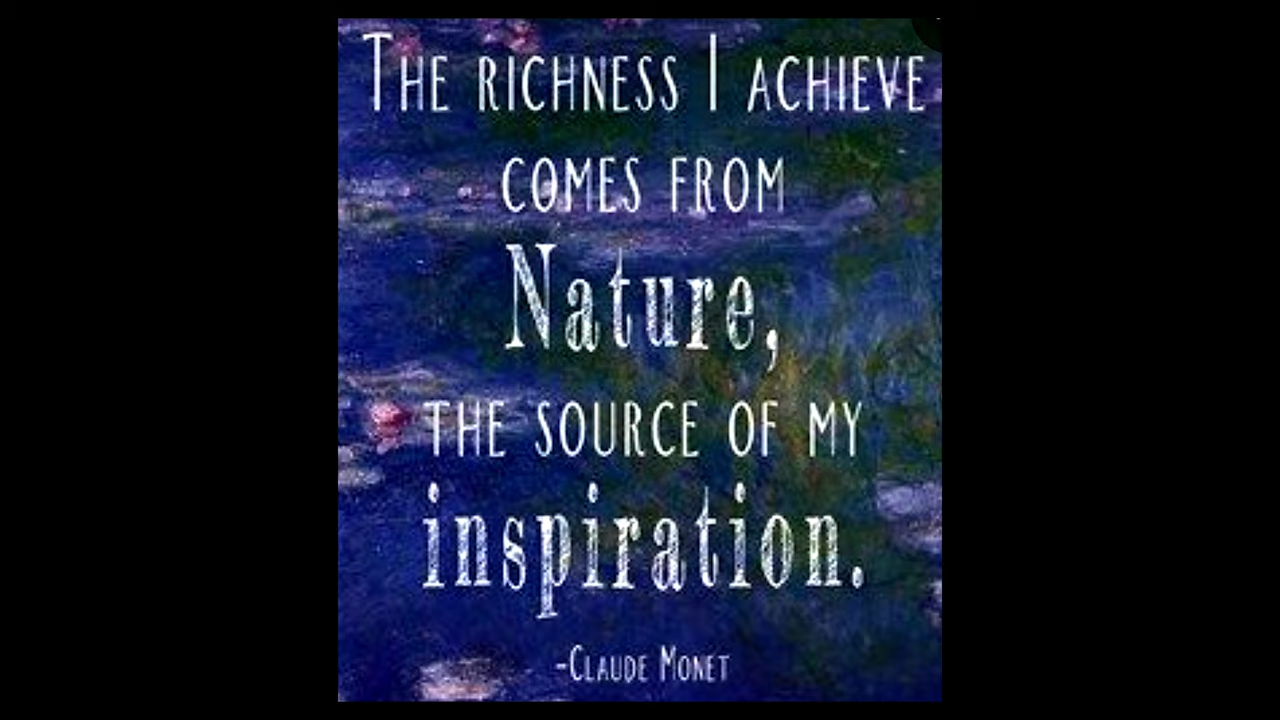 The richness I achieve
comes from
Nature,
the source of my
inspiration.
-Claude Monet